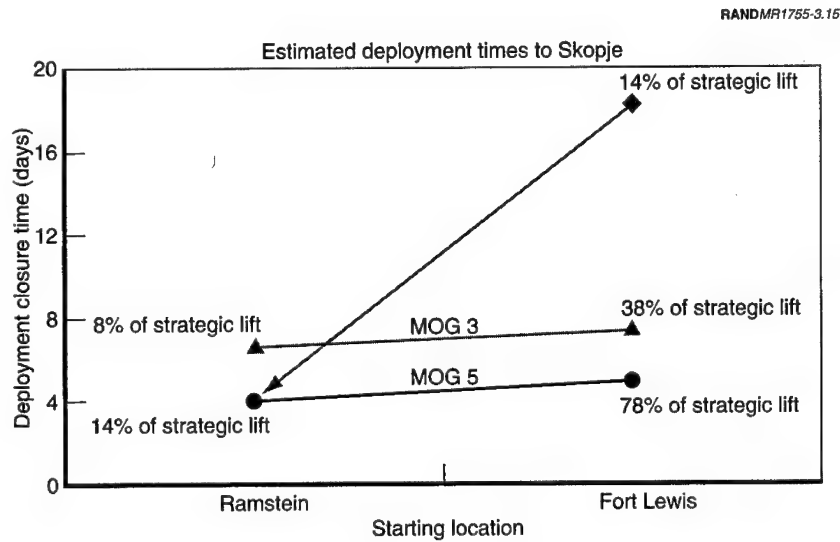 RANDMR1755-3.15
Estimated deployment times to Skopje
Deployment closure time (days)
20
16
12
8
4
0
14% of strategic lift
8% of strategic lift
MOG 3
38% of strategic lift
MOG 5
14% of strategic lift
78% of strategic lift
Ramstein
Fort Lewis
Starting location